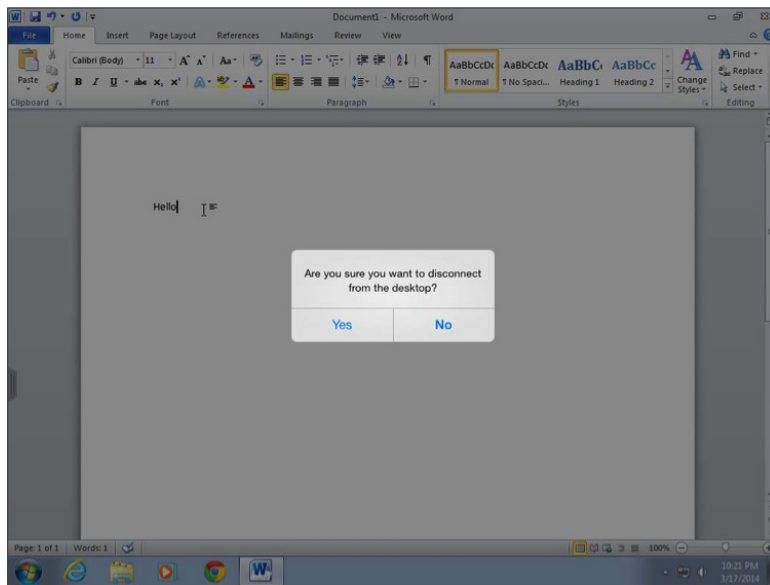 Document1 - Microsoft Word
File Home Insert Page Layout References Mailings Review View
Calibri (Body) 11 A A Aa
Find
Replace
Select
Paste
B I U abc x, x'
AaBbCcDc AaBbCcDc AaBbC AaBbCc
¶ Normal ¶ No Spaci... Heading 1 Heading 2
Change
Styles
Clipboard Font Paragraph Styles Editing
Hello
Are you sure you want to disconnect
from the desktop?
Yes No
Page: 1 of 1 Words: 1 100%
10:21 PM
3/17/2014